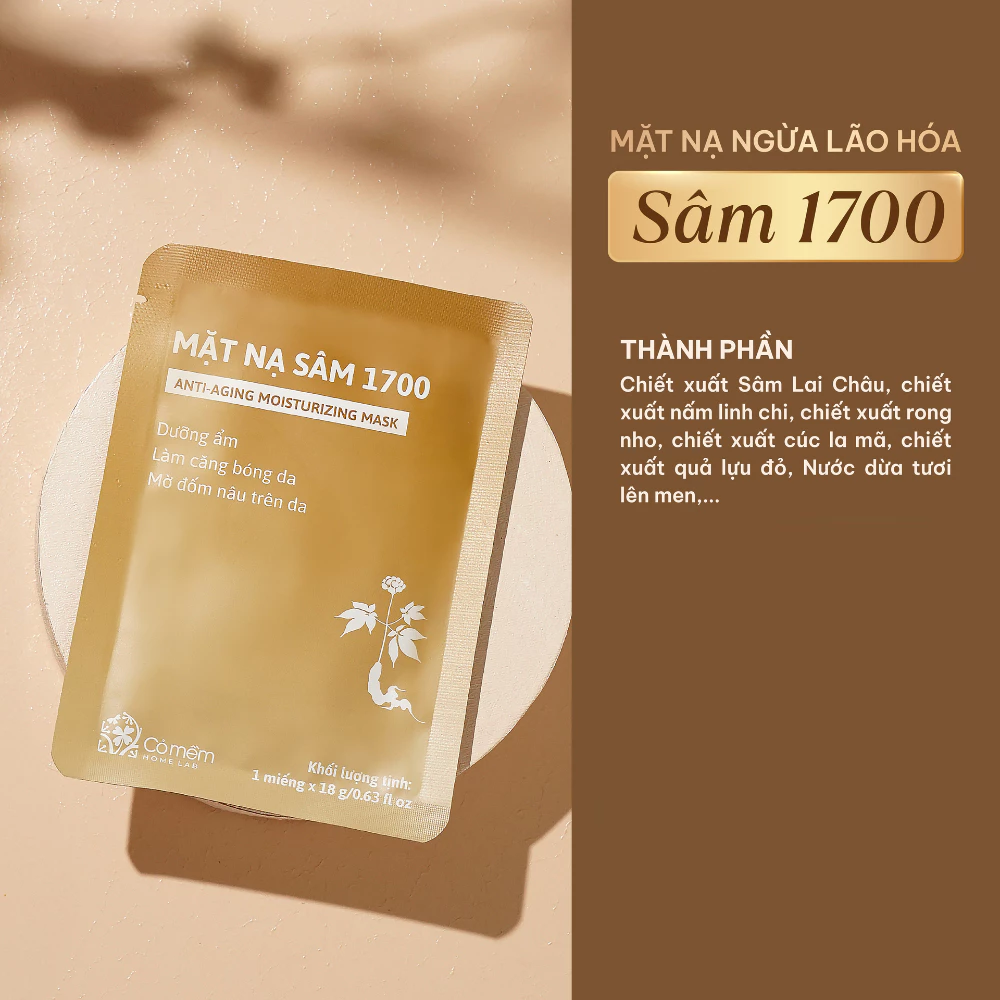 MẶT NẠ NGỪA LÃO HÓA
Sâm 1700
THÀNH PHẦN
Chiết xuất Sâm Lai Châu, chiết
xuất nấm linh chi, chiết xuất rong
nho, chiết xuất cúc la mã, chiết
xuất quả lựu đỏ, Nước dừa tươi
lên men,...
MẶT NẠ SÂM 1700
ANTI-AGING MOISTURIZING MASK
Dưỡng ẩm
Làm căng bóng da
Mờ đốm nâu trên da
Cỏ mềm
HOME LAB
Khối lượng tịnh:
1 miếng x 18 g/0.63 fl oz